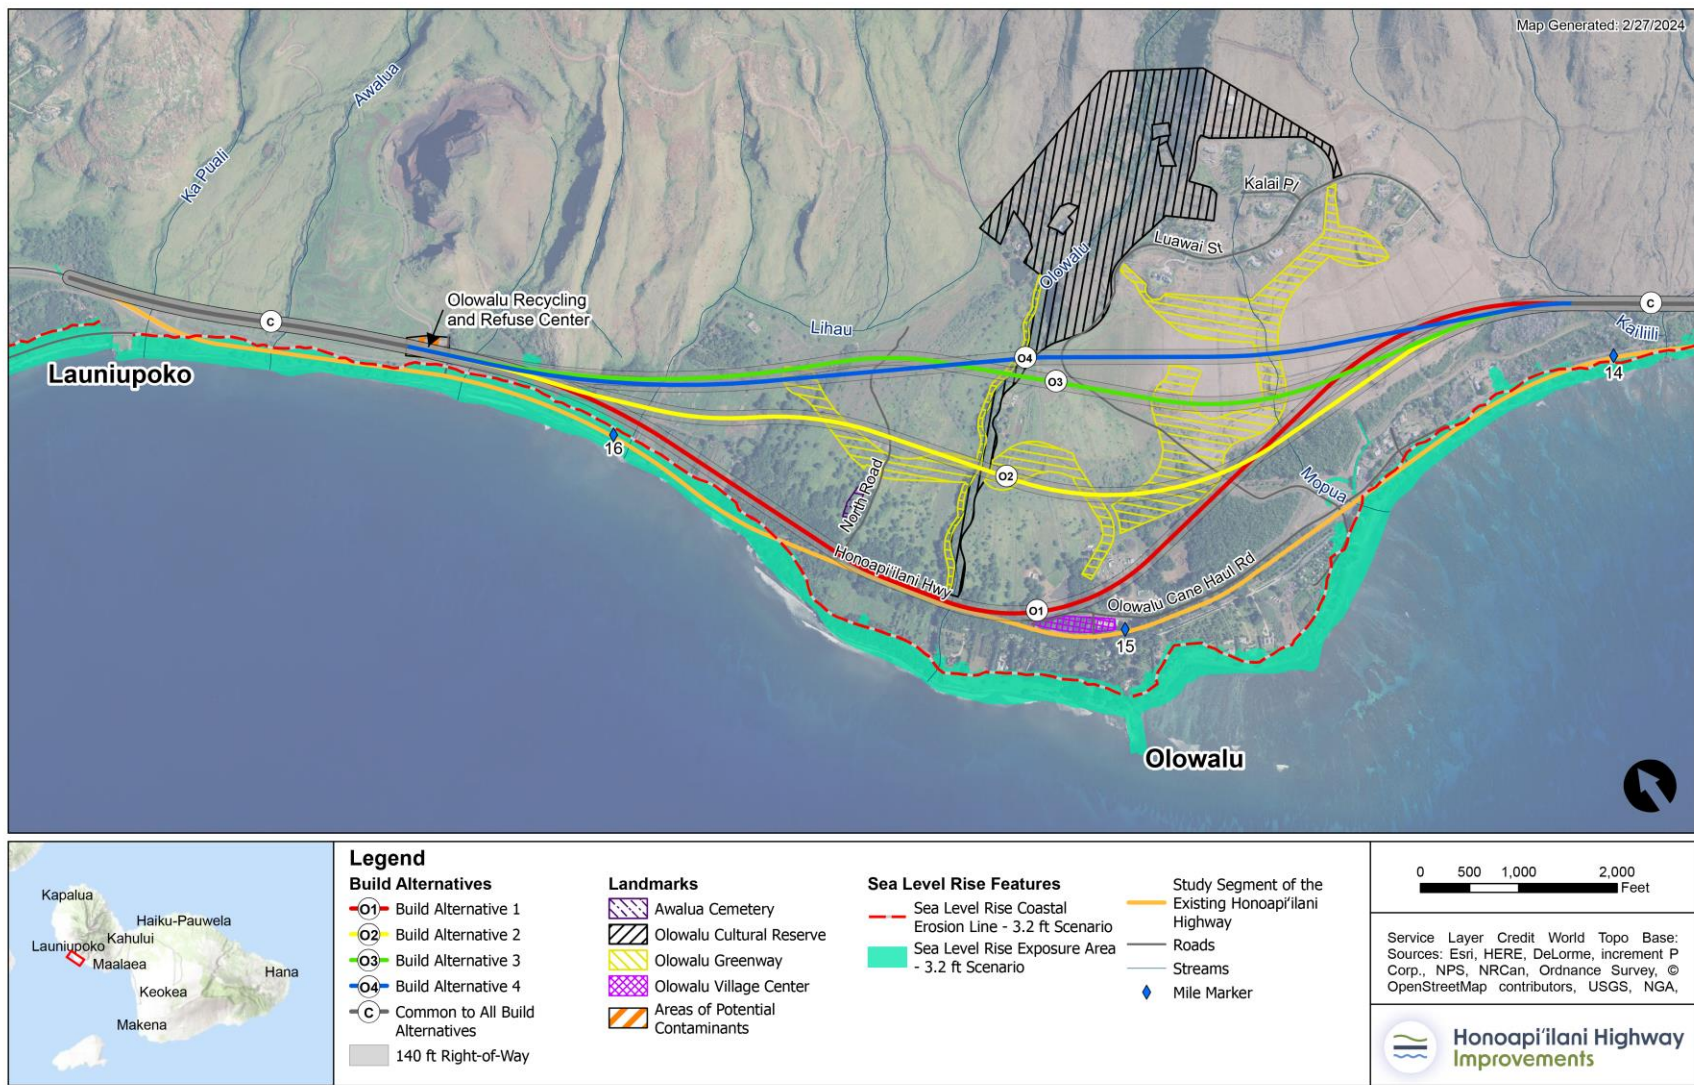 Map Generated: 2/27/2024
Awalua
Ka Puali
Kalai Pl
Luawai St
Olowalu
Olowalu Recycling
and Refuse Center
Lihau
C
C
Kailiili
O4
O3
14
Launiupoko
16
O2
North Road
Mopua
Honoapi'ilani Hwy
O1
Olowalu Cane Haul Rd
15
Olowalu
Kapalua
Haiku-Pauwela
Kahului
Launiupoko
Maalaea
Hana
Keokea
Makena
Legend
Build Alternatives
O1 Build Alternative 1
O2 Build Alternative 2
O3 Build Alternative 3
O4 Build Alternative 4
C Common to All Build
Alternatives
140 ft Right-of-Way
Landmarks
Awalua Cemetery
Olowalu Cultural Reserve
Olowalu Greenway
Olowalu Village Center
Areas of Potential
Contaminants
Sea Level Rise Features
Sea Level Rise Coastal
Erosion Line - 3.2 ft Scenario
Sea Level Rise Exposure Area
- 3.2 ft Scenario
Study Segment of the
Existing Honoapi'ilani
Highway
Roads
Streams
Mile Marker
0 500 1,000 2,000
Feet
Service Layer Credit World Topo Base:
Sources: Esri, HERE, DeLorme, increment P
Corp., NPS, NRCan, Ordnance Survey, ©
OpenStreetMap contributors, USGS, NGA,
Honoapi'ilani Highway
Improvements